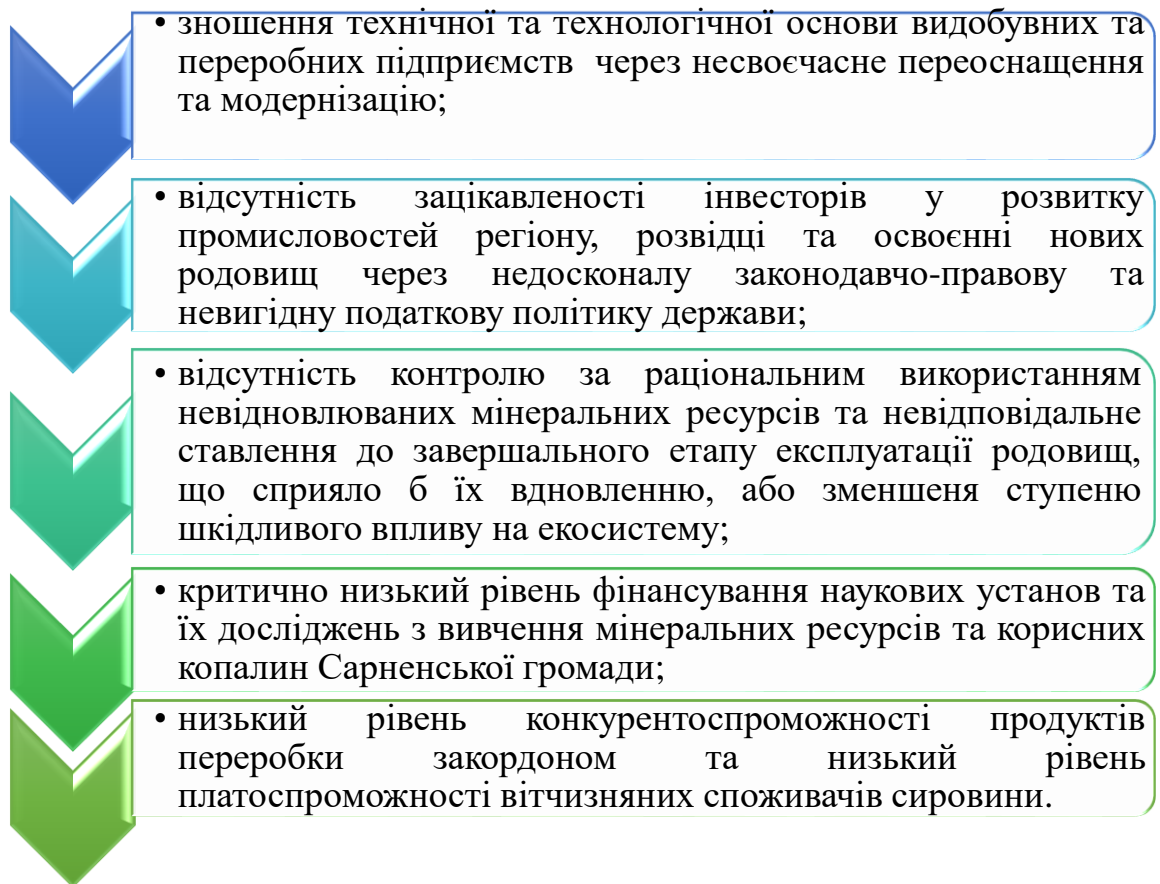 • зношення технічної та технологічної основи видобувних та
переробних підприємств через несвоєчасне переоснащення
та модернізацію;
• відсутність зацікавленості інвесторів у розвитку
промисловостей регіону, розвідці та освоєнні нових
родовищ через недосконалу законодавчо-правову та
невигідну податкову політику держави;
• відсутність контролю за раціональним використанням
невідновлюваних мінеральних ресурсів та невідповідальне
ставлення до завершального етапу експлуатації родовищ,
що сприяло б їх вдновленню, або зменшеня ступеню
шкідливого впливу на екосистему;
• критично низький рівень фінансування наукових установ та
їх досліджень з вивчення мінеральних ресурсів та корисних
копалин Сарненської громади;
• низький рівень конкурентоспроможності продуктів
переробки закордоном та низький рівень
платоспроможності вітчизняних споживачів сировини.